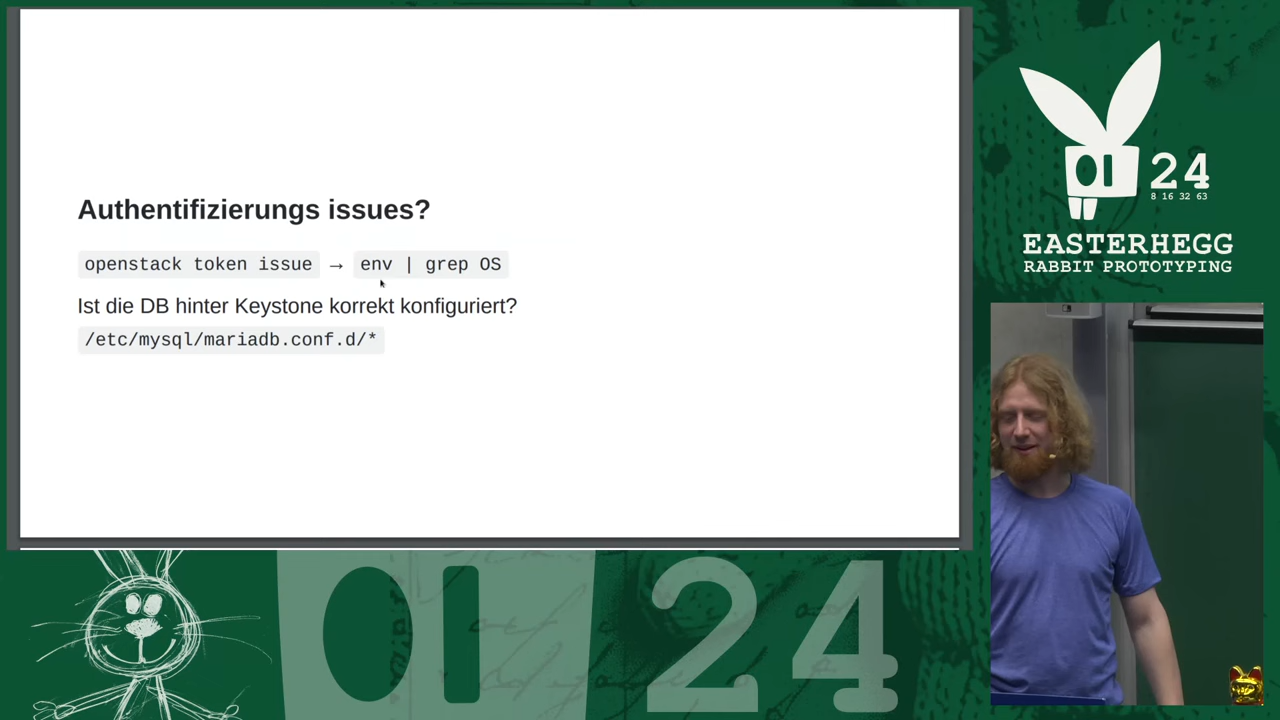 Authentifizierungs issues?
openstack token issue → env | grep OS
Ist die DB hinter Keystone korrekt konfiguriert?
/etc/mysql/mariadb.conf.d/*
24
8 16 32 63
EASTERHEGG
RABBIT PROTOTYPING
24